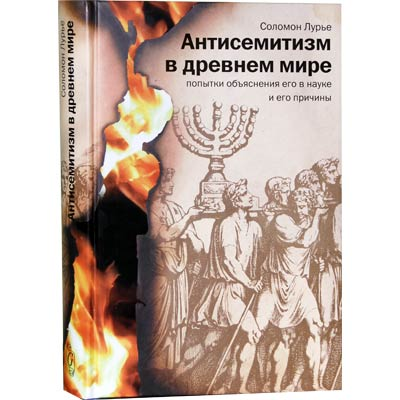 Соломон Лурье
Антисемитизм
в древнем мире
попытки объяснения его в науке
и его причины
Соломон Лурье
Антисемитизм в древнем мире